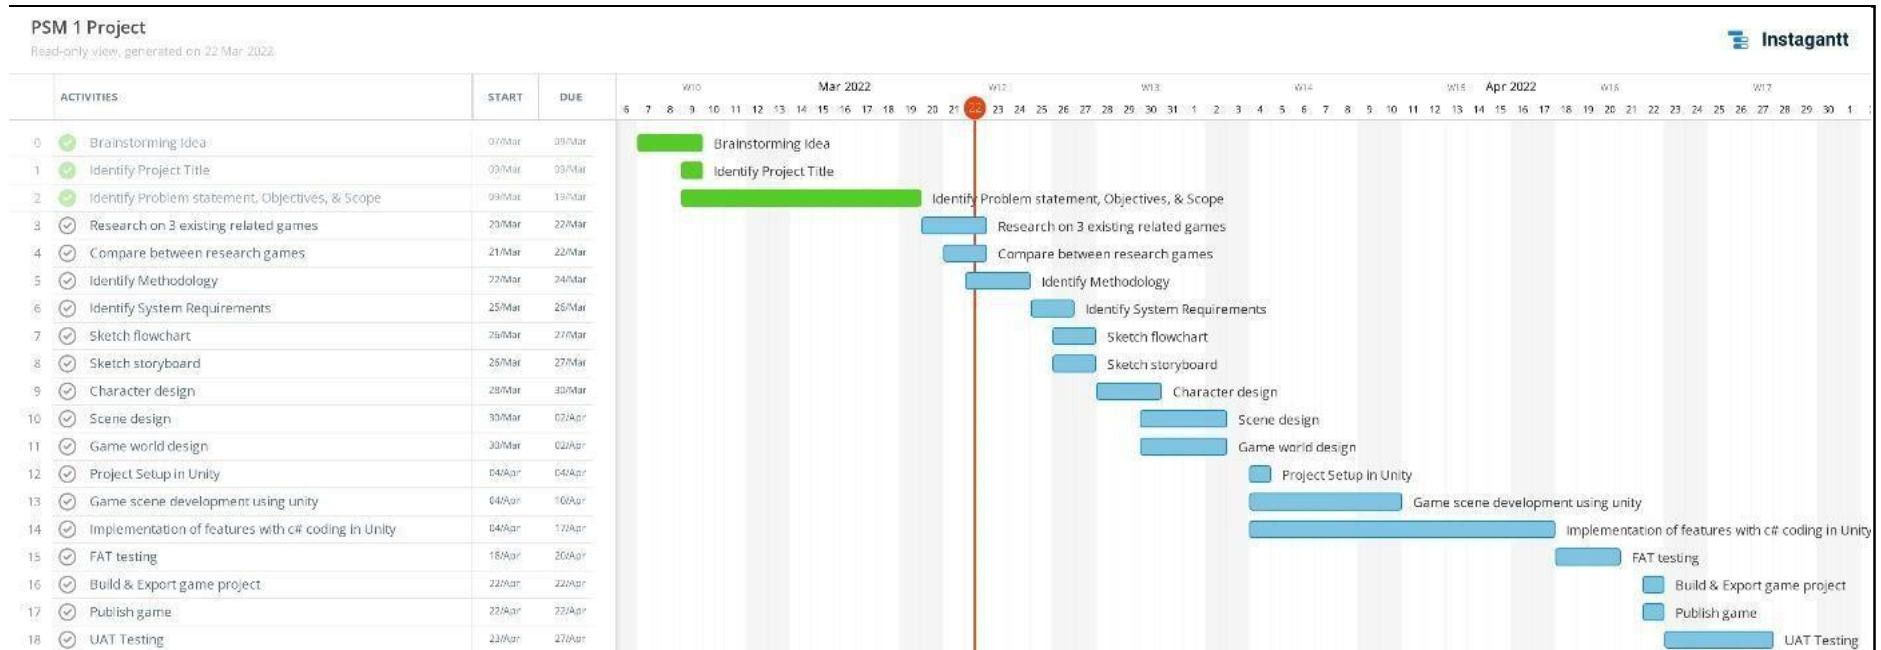 PSM 1 Project
Read-only view, generated on 22 Mar 2022
Instagantt
ACTIVITIES START DUE
W10 Mar 2022 W12 W13 W14 W15 Apr 2022 W16 W17
6 7 8 9 10 11 12 13 14 15 16 17 18 19 20 21 22 23 24 25 26 27 28 29 30 31 1 2 3 4 5 6 7 8 9 10 11 12 13 14 15 16 17 18 19 20 21 22 23 24 25 26 27 28 29 30 1
0 Brainstorming Idea 07/Mar 09/Mar Brainstorming Idea
1 Identify Project Title 09/Mar 09/Mar Identify Project Title
2 Identify Problem statement, Objectives, & Scope 09/Mar 19/Mar Identify Problem statement, Objectives, & Scope
3 Research on 3 existing related games 20/Mar 22/Mar Research on 3 existing related games
4 Compare between research games 21/Mar 22/Mar Compare between research games
5 Identify Methodology 22/Mar 24/Mar Identify Methodology
6 Identify System Requirements 25/Mar 26/Mar Identify System Requirements
7 Sketch flowchart 26/Mar 27/Mar Sketch flowchart
8 Sketch storyboard 26/Mar 27/Mar Sketch storyboard
9 Character design 28/Mar 30/Mar Character design
10 Scene design 30/Mar 02/Apr Scene design
11 Game world design 30/Mar 02/Apr Game world design
12 Project Setup in Unity 04/Apr 04/Apr Project Setup in Unity
13 Game scene development using unity 04/Apr 10/Apr Game scene development using unity
14 Implementation of features with c# coding in Unity 04/Apr 17/Apr Implementation of features with c# coding in Unity
15 FAT testing 18/Apr 20/Apr FAT testing
16 Build & Export game project 22/Apr 22/Apr Build & Export game project
17 Publish game 22/Apr 22/Apr Publish game
18 UAT Testing 23/Apr 27/Apr UAT Testing